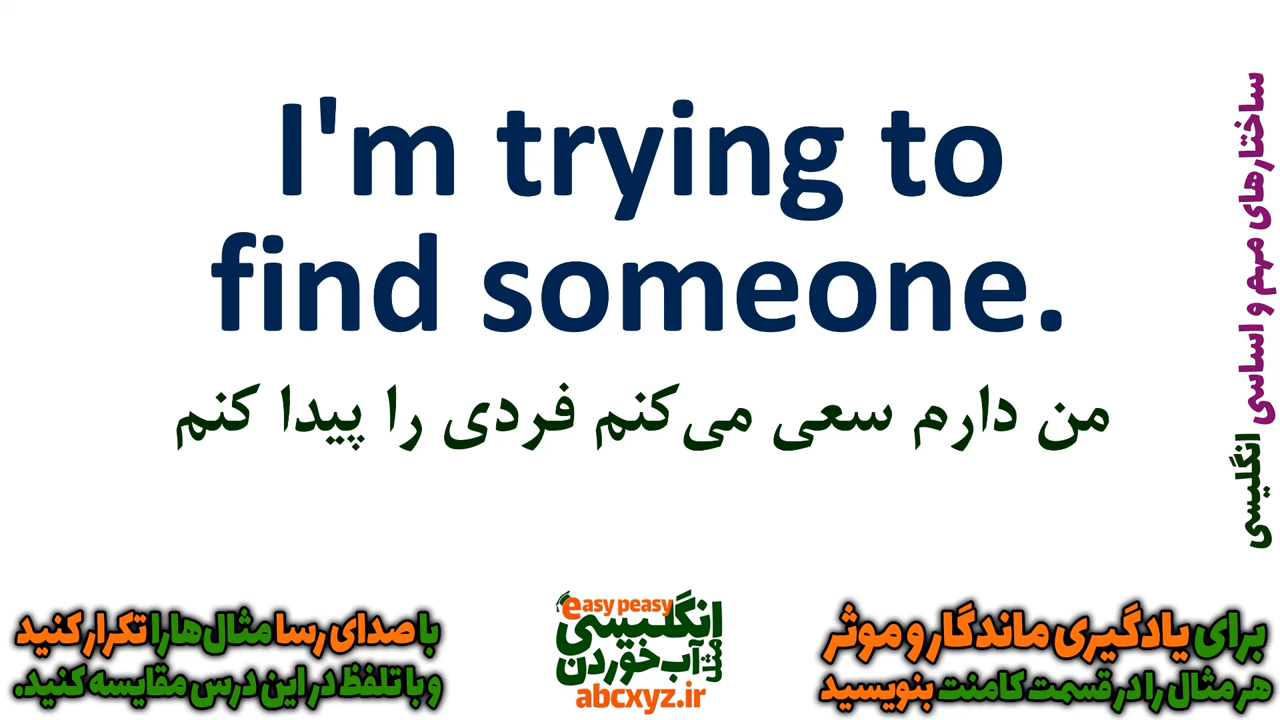 I'm trying to
find someone.
من دارم سعی می‌کنم فردی را پیدا کنم
ساختارهای مهم و اساسی انگلیسی
برای یادگیری ماندگار و موثر
هر مثال را در قسمت کامنت بنویسید
easy peasy
انگلیسی
مثل آب خوردن
abcxyz.ir
با صدای رسا مثال‌ها را تکرار کنید
و با تلفظ در این درس مقایسه کنید.